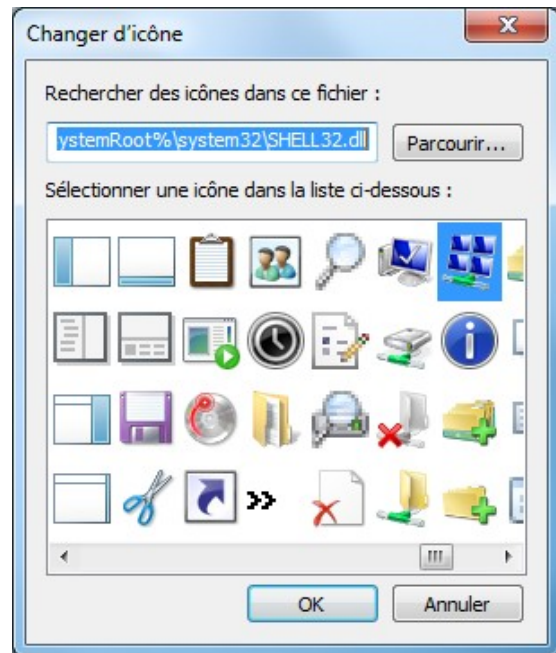 Changer d'icône
Rechercher des icônes dans ce fichier :
ystemRoot%\system32\SHELL32.dll
Parcourir...
Sélectionner une icône dans la liste ci-dessous :
OK
Annuler